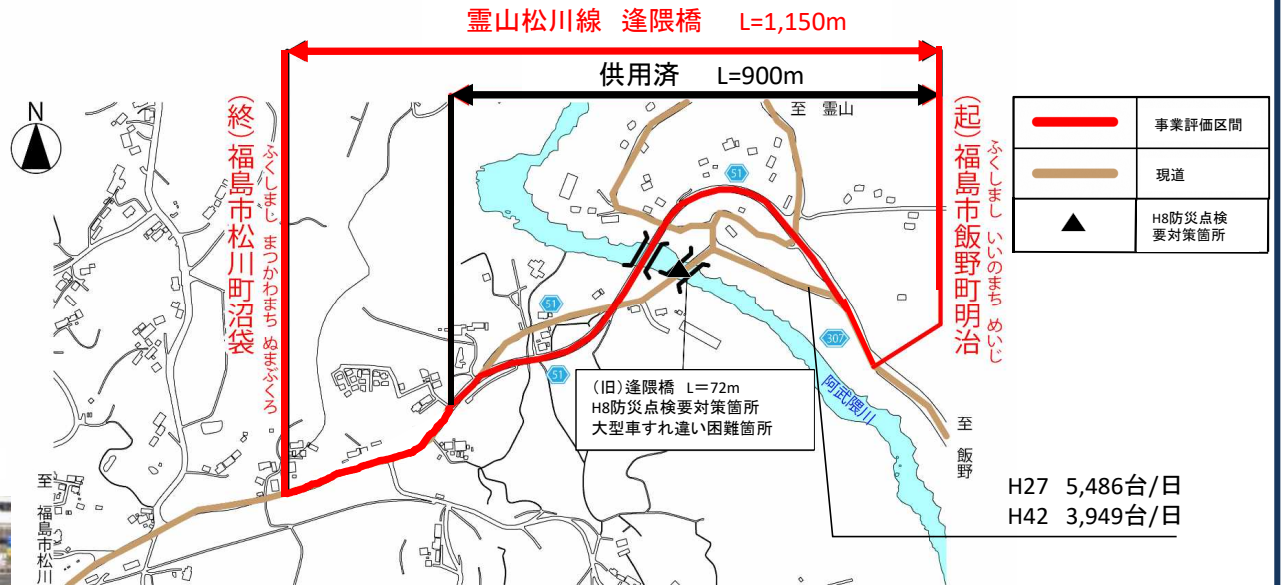 霊山松川線 逢隈橋 L=1,150m
供用済 L=900m
N
至 霊山
(終)福島市松川町沼袋
ふくしまし まつかわまち ぬまぶくろ
(起)福島市飯野町明治
ふくしまし いいのまち めいじ
事業評価区間
現道
H8防災点検
要対策箇所
51
51
51
307
(旧)逢隈橋 L=72m
H8防災点検要対策箇所
大型車すれ違い困難箇所
阿武隈川
至 飯野
至 福島市松川
H27 5,486台/日
H42 3,949台/日